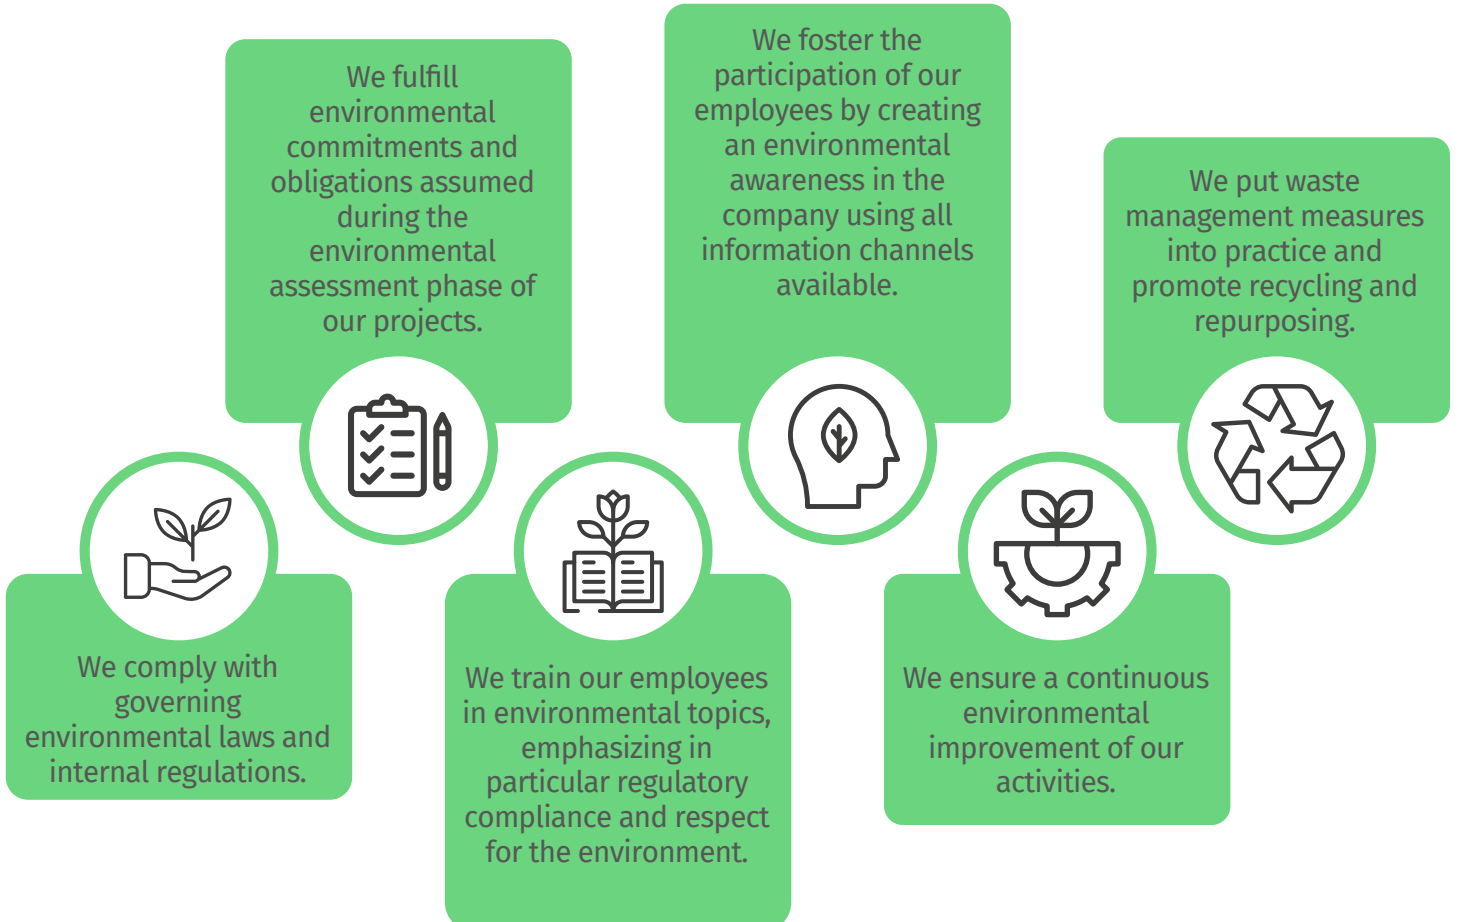 We comply with
governing
environmental laws and
internal regulations.
We fulfill
environmental
commitments and
obligations assumed
during the
environmental
assessment phase of
our projects.
We train our employees
in environmental topics,
emphasizing in
particular regulatory
compliance and respect
for the environment.
We foster the
participation of our
employees by creating
an environmental
awareness in the
company using all
information channels
available.
We ensure a continuous
environmental
improvement of our
activities.
We put waste
management measures
into practice and
promote recycling and
repurposing.